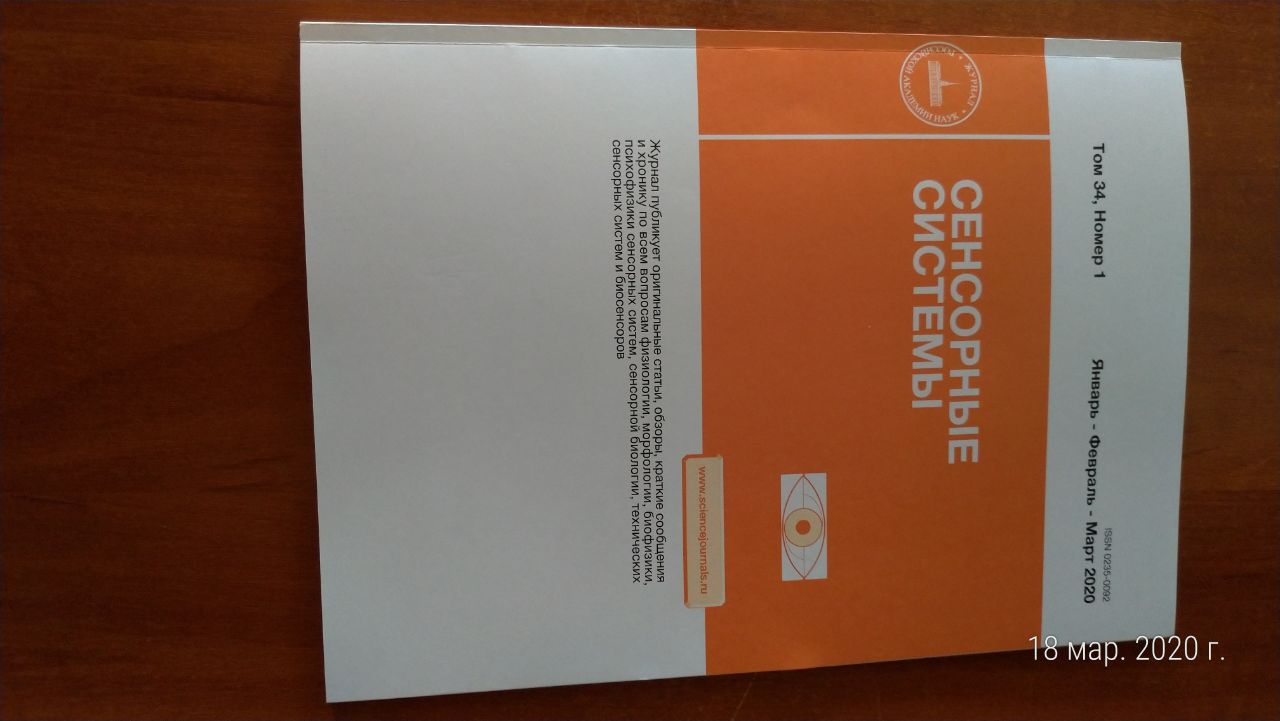 ISSN 0235-0092
Том 34, Номер 1
Январь - Февраль - Март 2020
ЖУРНАЛ • РОССИЙСКОЙ АКАДЕМИИ НАУК •
СЕНСОРНЫЕ
СИСТЕМЫ
www.sciencejournals.ru
Журнал публикует оригинальные статьи, обзоры, краткие сообщения
и хронику по всем вопросам физиологии, морфологии, биофизики,
психофизики сенсорных систем, сенсорной биологии, технических
сенсорных систем и биосенсоров
18 мар. 2020 г.